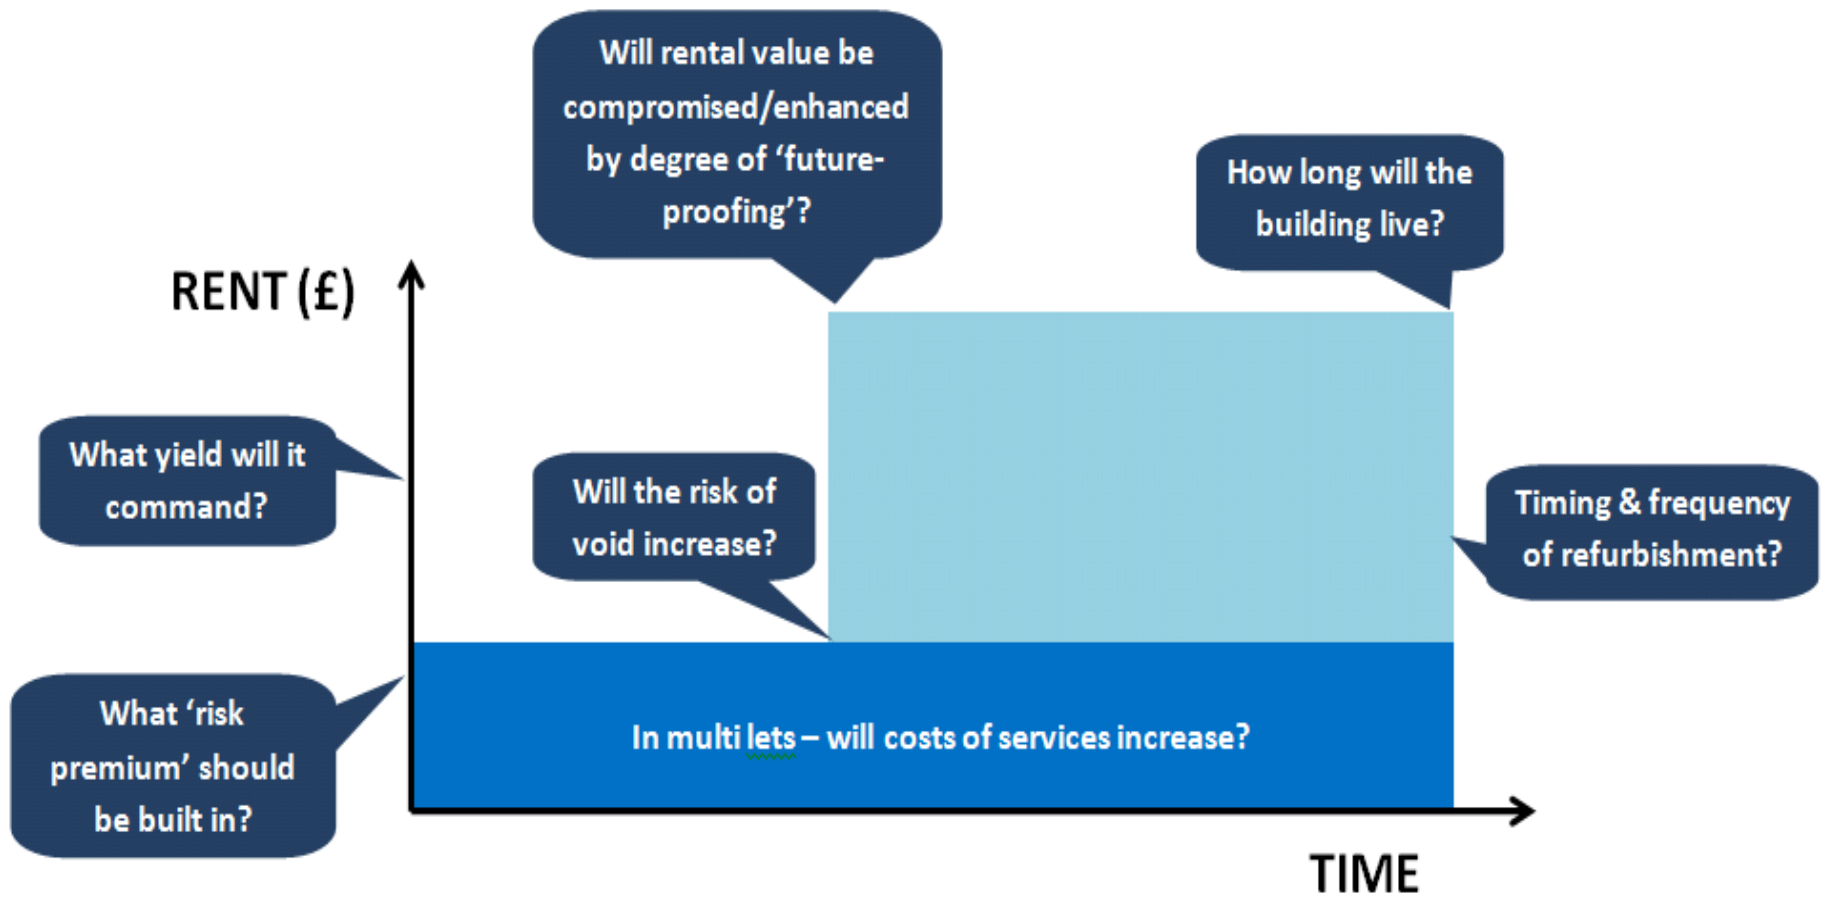 Will rental value be
compromised/enhanced
by degree of ‘future-
proofing’?
How long will the
building live?
RENT (£)
What yield will it
command?
Will the risk of
void increase?
Timing & frequency
of refurbishment?
What ‘risk
premium’ should
be built in?
In multi lets – will costs of services increase?
TIME